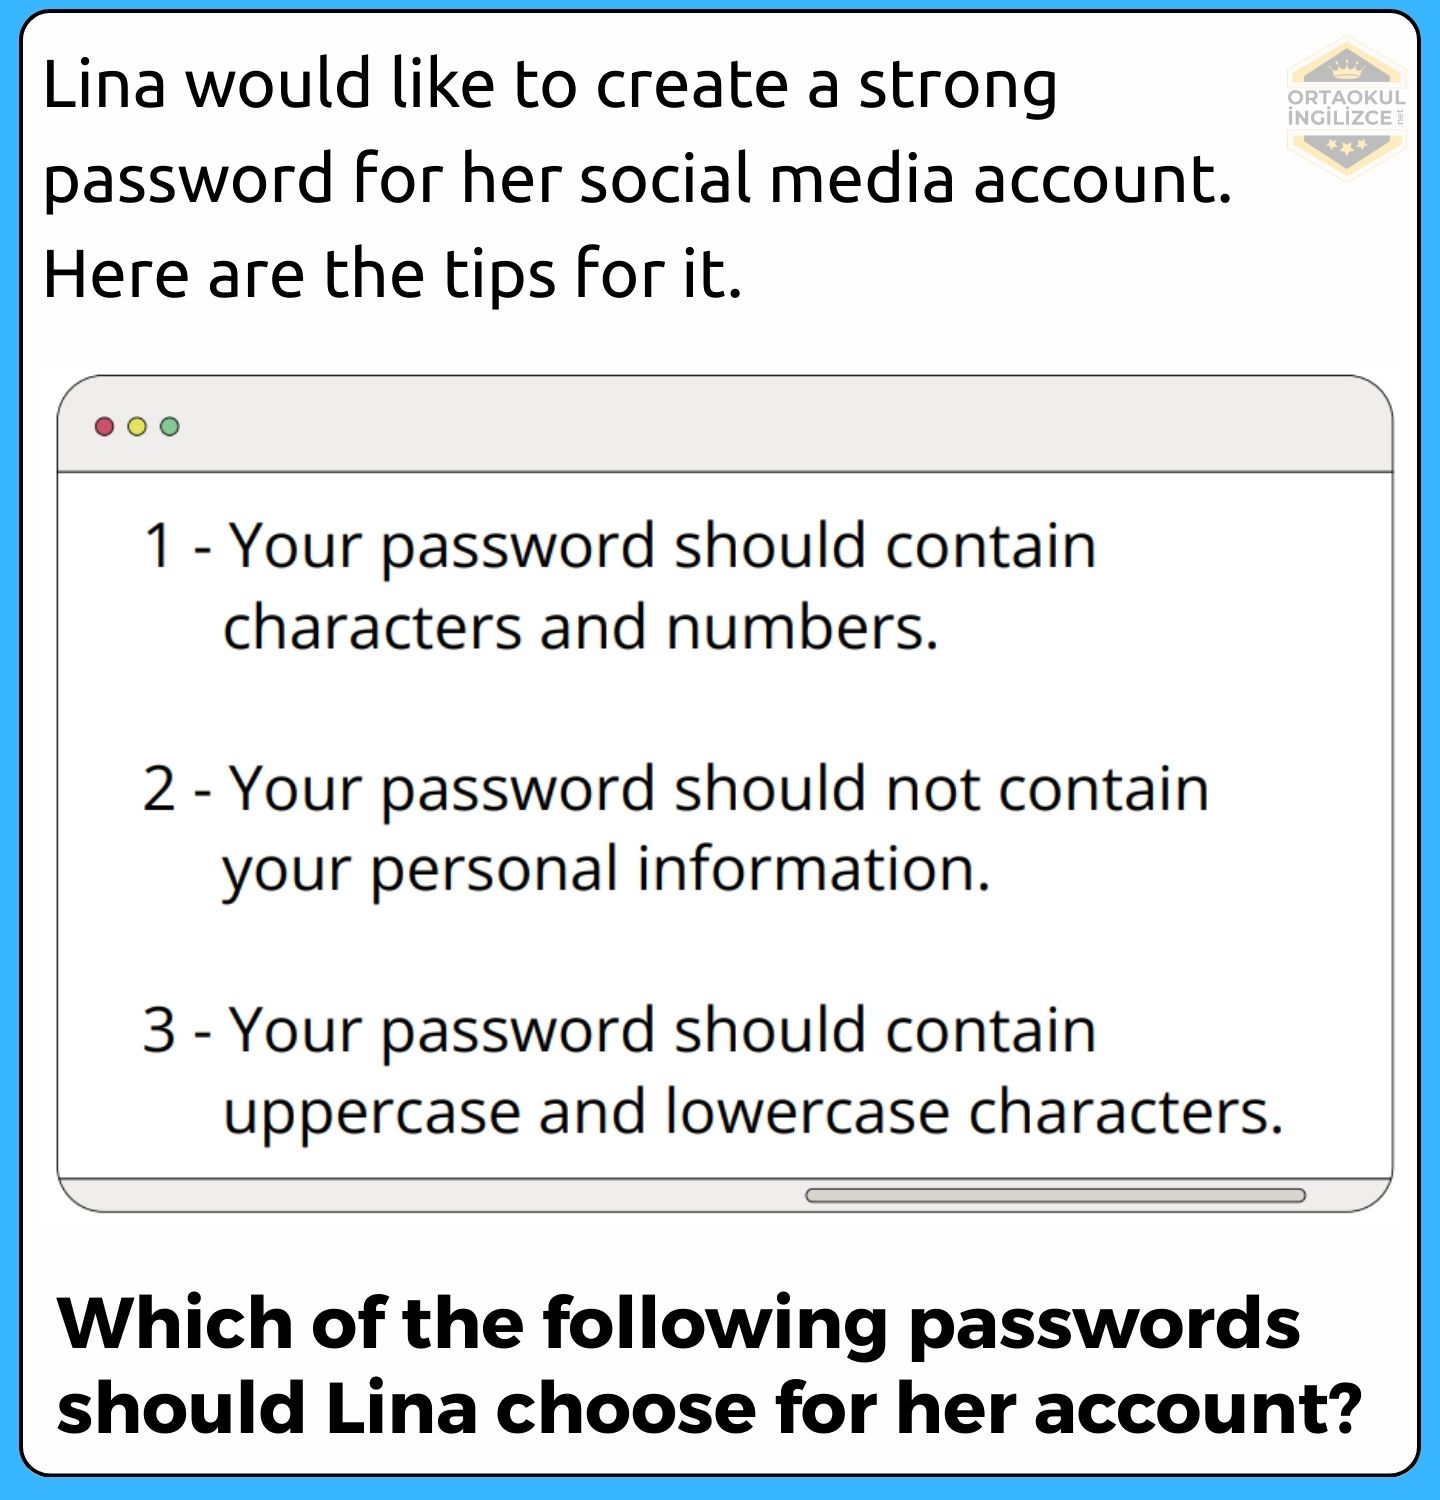 Lina would like to create a strong
password for her social media account.
Here are the tips for it.
ORTAOKUL
İNGİLİZCE
.net
1 - Your password should contain
characters and numbers.
2 - Your password should not contain
your personal information.
3 - Your password should contain
uppercase and lowercase characters.
Which of the following passwords
should Lina choose for her account?